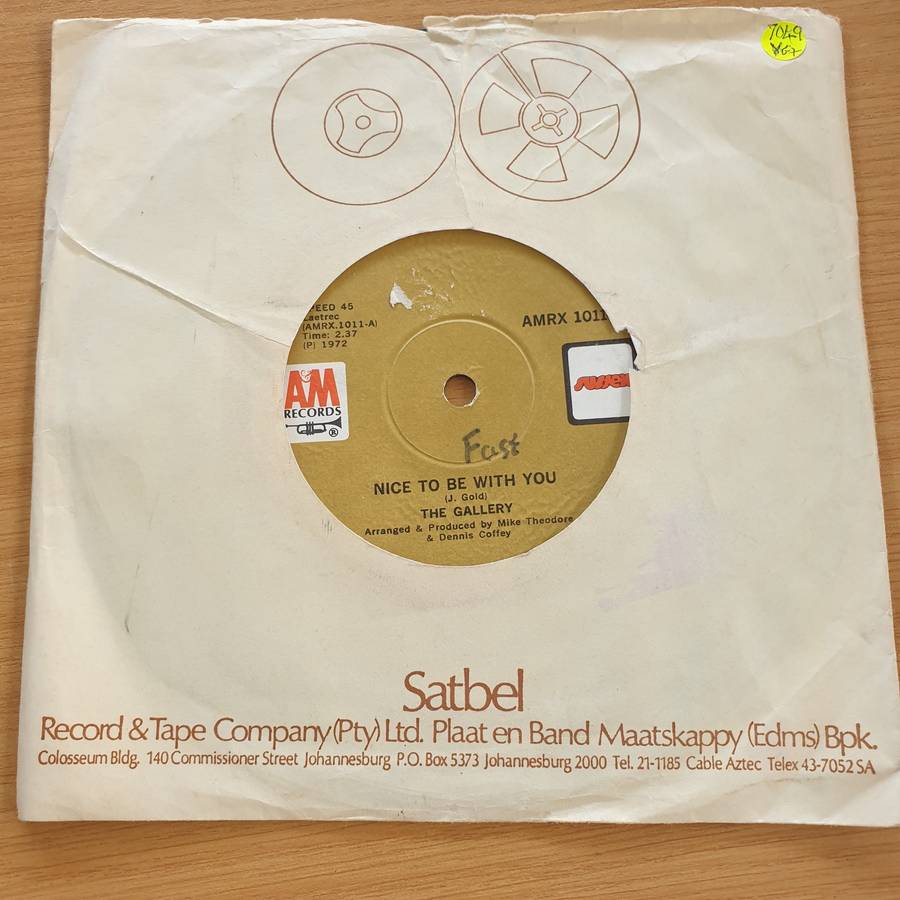 7049
VG+
PEED 45
Laetrec
(AMRX.1011-A)
Time: 2.37
(P) 1972
AMRX 1011
A&M
RECORDS
®
sussex
Fast
NICE TO BE WITH YOU
(J. Gold)
THE GALLERY
Arranged & Produced by Mike Theodore
& Dennis Coffey
Satbel
Record & Tape Company (Pty) Ltd. Plaat en Band Maatskappy (Edms) Bpk.
Colosseum Bldg. 140 Commissioner Street Johannesburg P.O. Box 5373 Johannesburg 2000 Tel. 21-1185 Cable Aztec Telex 43-7052 SA